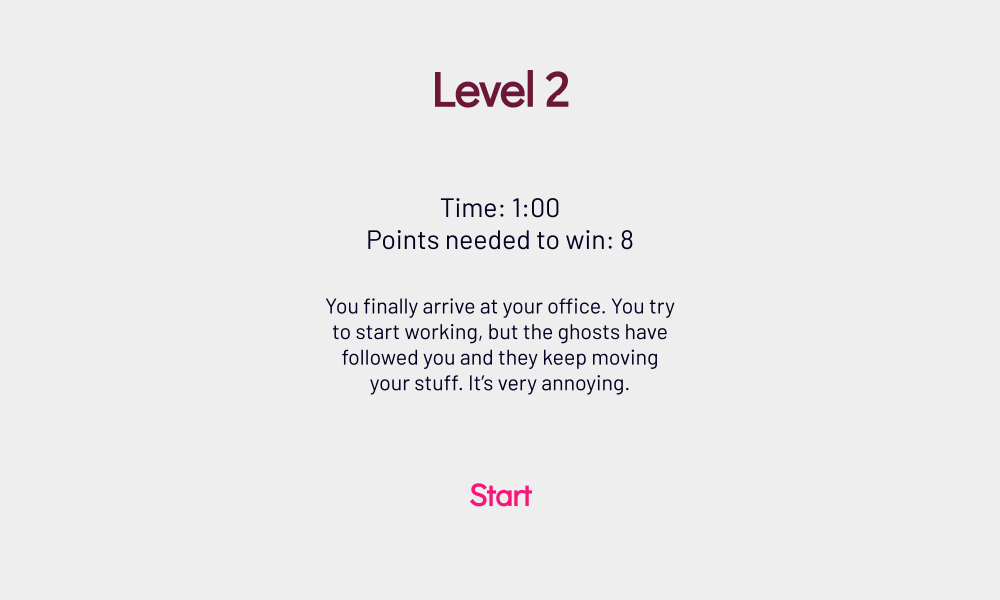 Level 2
Time: 1:00
Points needed to win: 8
You finally arrive at your office. You try
to start working, but the ghosts have
followed you and they keep moving
your stuff. It’s very annoying.
Start